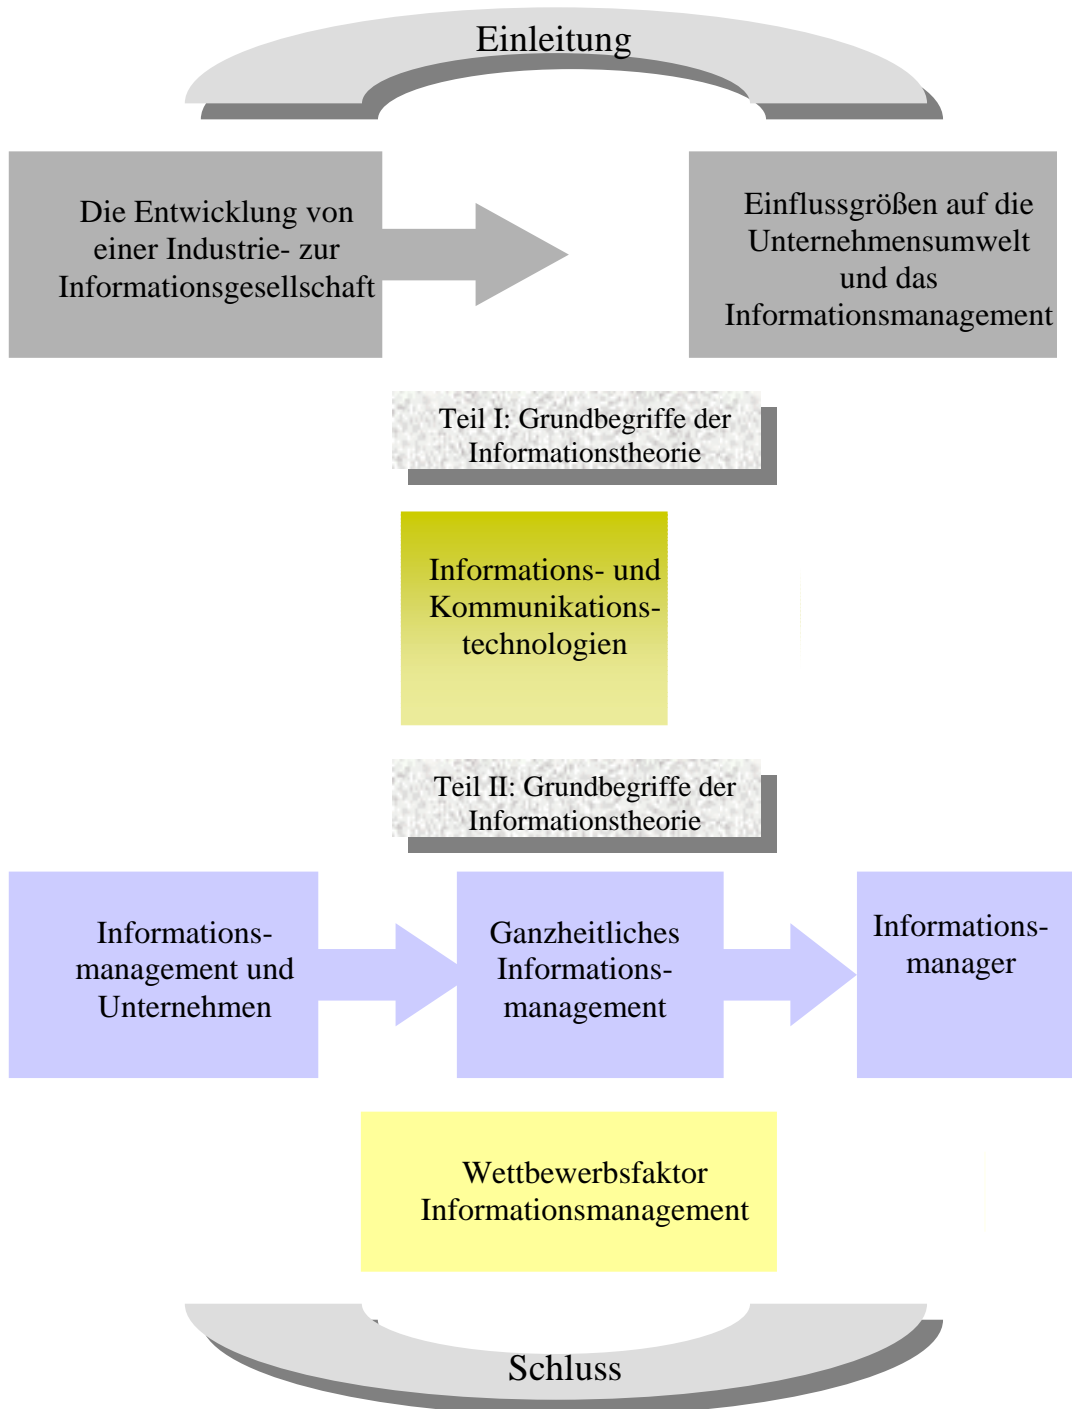 Einleitung
Die Entwicklung von
einer Industrie- zur
Informationsgesellschaft
Einflussgrößen auf die
Unternehmensumwelt
und das
Informationsmanagement
Teil I: Grundbegriffe der
Informationstheorie
Informations- und
Kommunikations-
technologien
Teil II: Grundbegriffe der
Informationstheorie
Informations-
management und
Unternehmen
Ganzheitliches
Informations-
management
Informations-
manager
Wettbewerbsfaktor
Informationsmanagement
Schluss